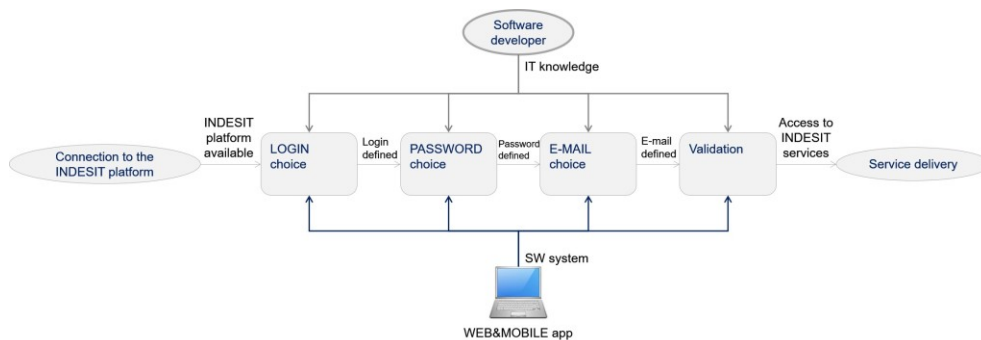 Software
developer
IT knowledge
INDESIT
platform
available
Connection to the
INDESIT platform
LOGIN
choice
Login
defined
PASSWORD
choice
Password
defined
E-MAIL
choice
E-mail
defined
Validation
Access to
INDESIT
services
Service delivery
SW system
WEB&MOBILE app